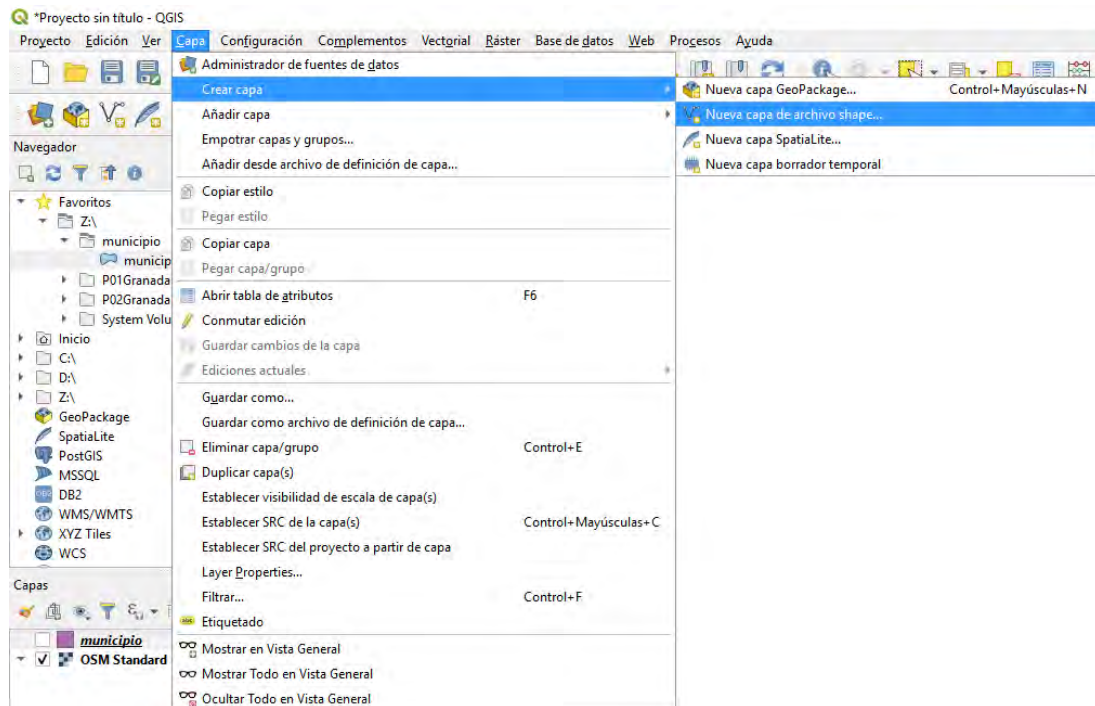 *Proyecto sin título - QGIS
Proyecto Edición Ver Capa Configuración Complementos Vectorial Ráster Base de datos Web Procesos Ayuda
Administrador de fuentes de datos
Crear capa
Añadir capa
Empotrar capas y grupos...
Añadir desde archivo de definición de capa...
Copiar estilo
Pegar estilo
Copiar capa
Pegar capa/grupo
Abrir tabla de atributos F6
Conmutar edición
Guardar cambios de la capa
Ediciones actuales
Guardar como...
Guardar como archivo de definición de capa...
Eliminar capa/grupo Control+E
Duplicar capa(s)
Establecer visibilidad de escala de capa(s)
Establecer SRC de la capa(s) Control+Mayúsculas+C
Establecer SRC del proyecto a partir de capa
Layer Properties...
Filtrar... Control+F
Etiquetado
Mostrar en Vista General
Mostrar Todo en Vista General
Ocultar Todo en Vista General
Nueva capa GeoPackage... Control+Mayúsculas+N
Nueva capa de archivo shape...
Nueva capa SpatiaLite...
Nueva capa borrador temporal
Navegador
Favoritos
Z:\
municipio
municip
P01Granada
P02Granada
System Volu
Inicio
C:\
D:\
Z:\
GeoPackage
SpatiaLite
PostGIS
MSSQL
DB2
WMS/WMTS
XYZ Tiles
WCS
Capas
municipio
OSM Standard